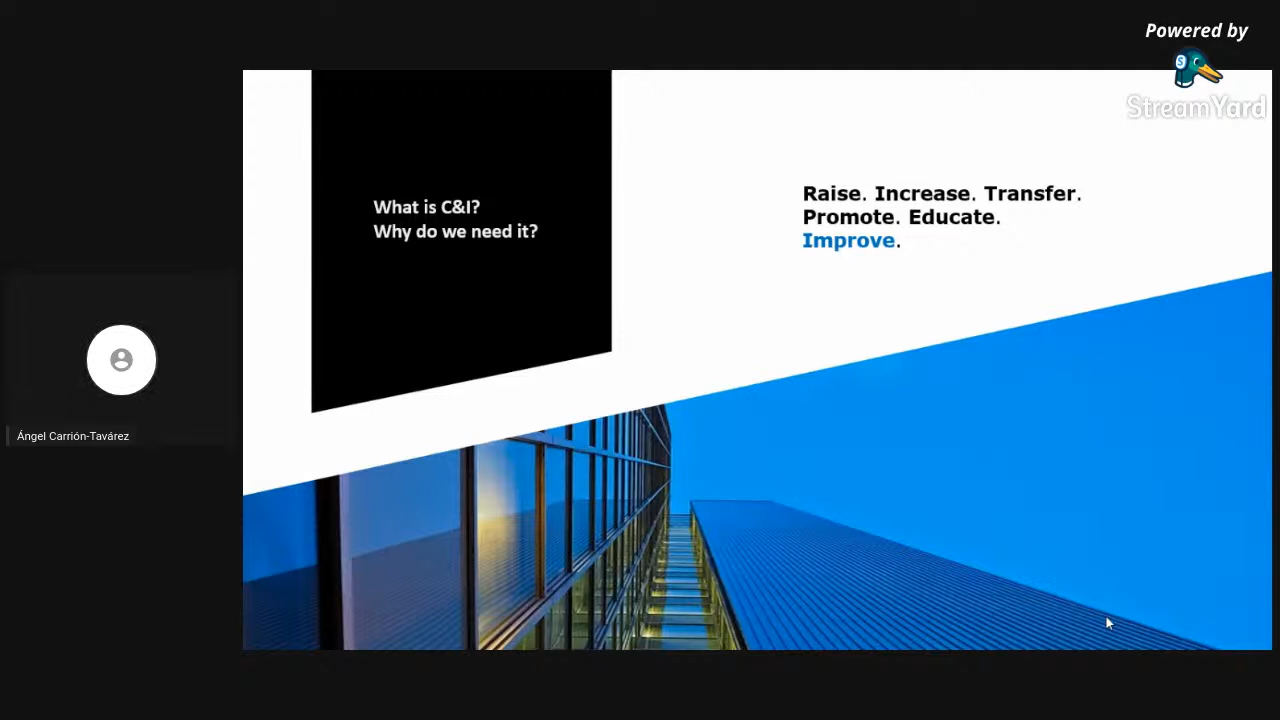 Powered by
StreamYard
What is C&I?
Why do we need it?
Raise. Increase. Transfer.
Promote. Educate.
Improve.
Ángel Carrión-Tavárez